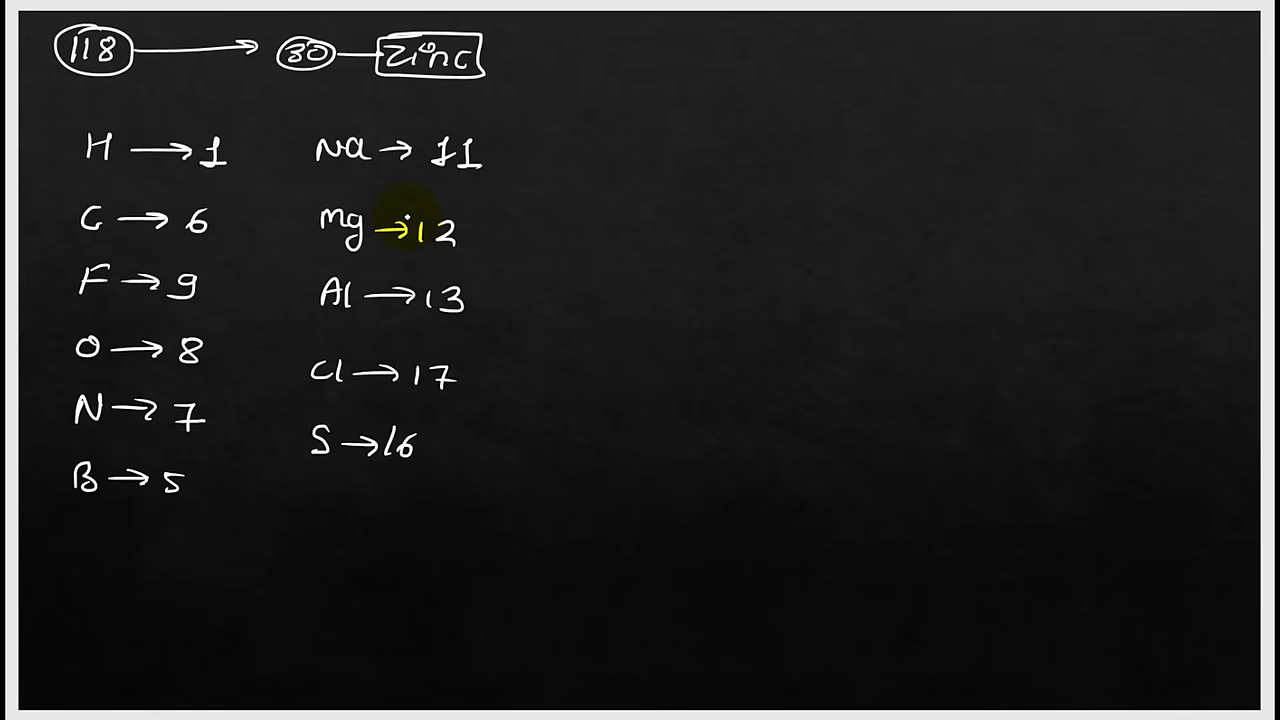 118 → 30 — Zinc
H → 1
C → 6
F → 9
O → 8
N → 7
B → 5
Na → 11
Mg → 12
Al → 13
Cl → 17
S → 16